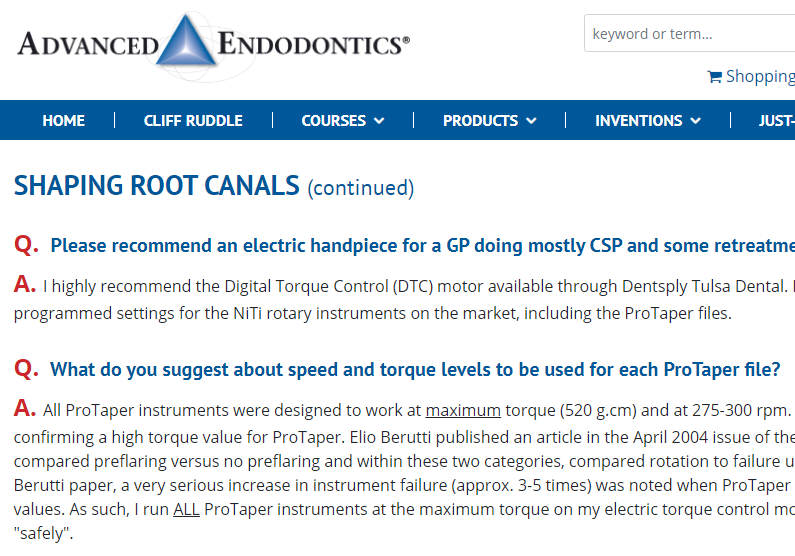 ADVANCED ENDODONTICS®
keyword or term...
Shopping
HOME CLIFF RUDDLE COURSES PRODUCTS INVENTIONS JUST-
SHAPING ROOT CANALS (continued)
Q. Please recommend an electric handpiece for a GP doing mostly CSP and some retreatme
A. I highly recommend the Digital Torque Control (DTC) motor available through Dentsply Tulsa Dental.
programmed settings for the NiTi rotary instruments on the market, including the ProTaper files.
Q. What do you suggest about speed and torque levels to be used for each ProTaper file?
A. All ProTaper instruments were designed to work at maximum torque (520 g.cm) and at 275-300 rpm.
confirming a high torque value for ProTaper. Elio Berutti published an article in the April 2004 issue of the
compared preflaring versus no preflaring and within these two categories, compared rotation to failure u
Berutti paper, a very serious increase in instrument failure (approx. 3-5 times) was noted when ProTaper
values. As such, I run ALL ProTaper instruments at the maximum torque on my electric torque control mo
"safely".